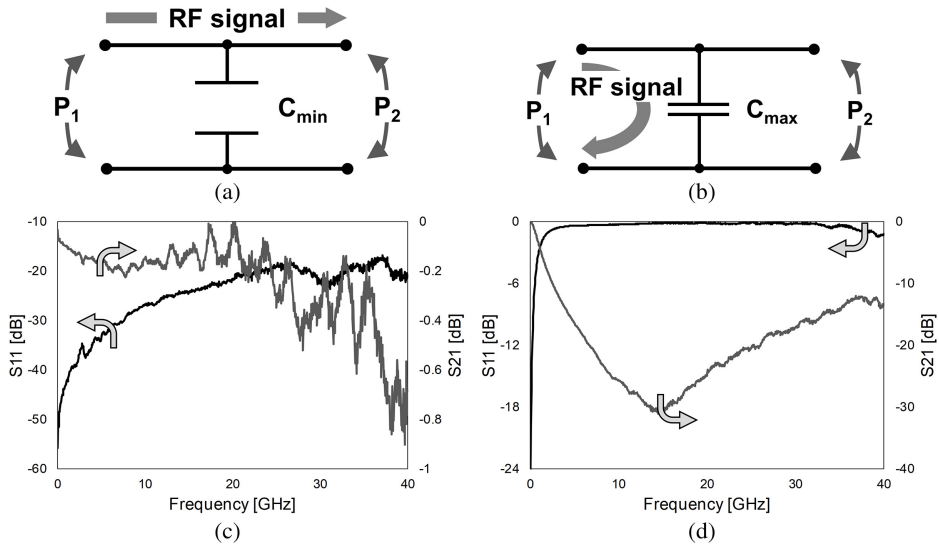 RF signal
P1 Cmin P2
(a)
RF signal
P1 Cmax P2
(b)
-10 -20 -30 -40 -50 -60
S11 [dB]
0 -0.2 -0.4 -0.6 -0.8 -1
S21 [dB]
0 10 20 30 40
Frequency [GHz]
(c)
0 -6 -12 -18 -24
S11 [dB]
0 -10 -20 -30 -40
S21 [dB]
0 10 20 30 40
Frequency [GHz]
(d)